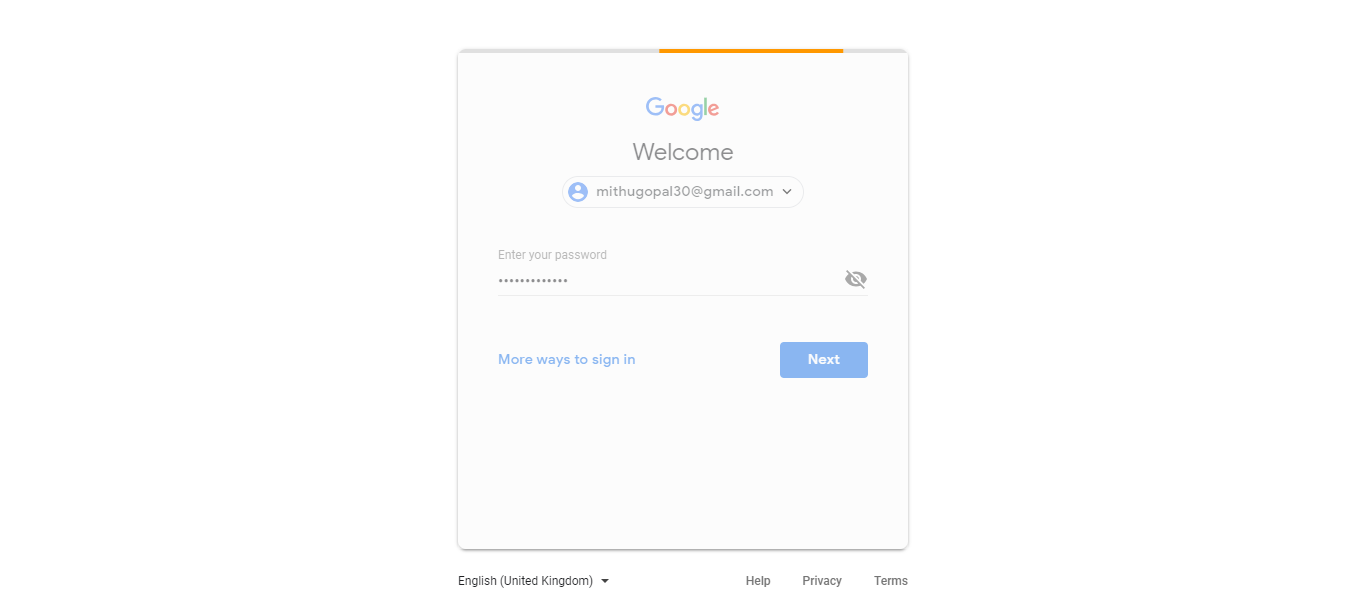 Google
Welcome
mithugopal30@gmail.com
Enter your password
•••••••••••••
More ways to sign in
Next
English (United Kingdom)
Help
Privacy
Terms